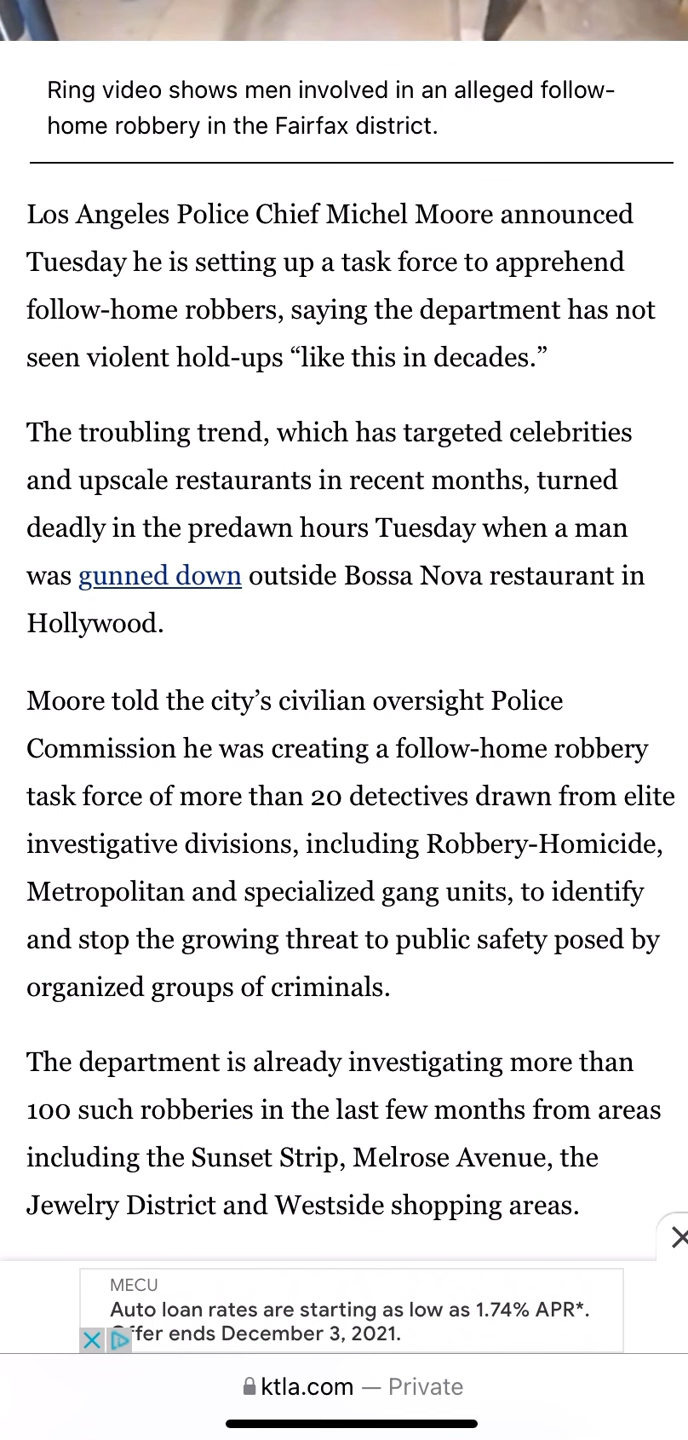 Ring video shows men involved in an alleged follow-
home robbery in the Fairfax district.
Los Angeles Police Chief Michel Moore announced
Tuesday he is setting up a task force to apprehend
follow-home robbers, saying the department has not
seen violent hold-ups “like this in decades.”
The troubling trend, which has targeted celebrities
and upscale restaurants in recent months, turned
deadly in the predawn hours Tuesday when a man
was gunned down outside Bossa Nova restaurant in
Hollywood.
Moore told the city’s civilian oversight Police
Commission he was creating a follow-home robbery
task force of more than 20 detectives drawn from elite
investigative divisions, including Robbery-Homicide,
Metropolitan and specialized gang units, to identify
and stop the growing threat to public safety posed by
organized groups of criminals.
The department is already investigating more than
100 such robberies in the last few months from areas
including the Sunset Strip, Melrose Avenue, the
Jewelry District and Westside shopping areas.
MECU
Auto loan rates are starting as low as 1.74% APR*.
Offer ends December 3, 2021.
ktla.com — Private